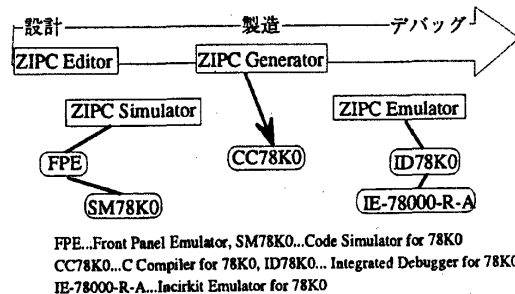 設計 製造 デバッグ
ZIPC Editor ZIPC Generator
ZIPC Simulator ZIPC Emulator
FPE CC78K0 ID78K0
SM78K0 IE-78000-R-A
FPE...Front Panel Emulator, SM78K0...Code Simulator for 78K0
CC78K0...C Compiler for 78K0, ID78K0... Integrated Debugger for 78K0
IE-78000-R-A...Incirkit Emulator for 78K0